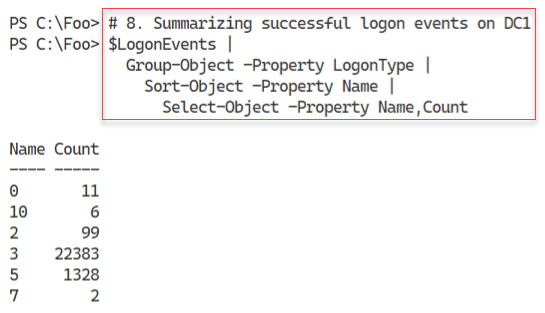 PS C:\Foo> # 8. Summarizing successful logon events on DC1
PS C:\Foo> $LogonEvents |
Group-Object -Property LogonType |
Sort-Object -Property Name |
Select-Object -Property Name,Count
Name Count
---- -----
0 11
10 6
2 99
3 22383
5 1328
7 2